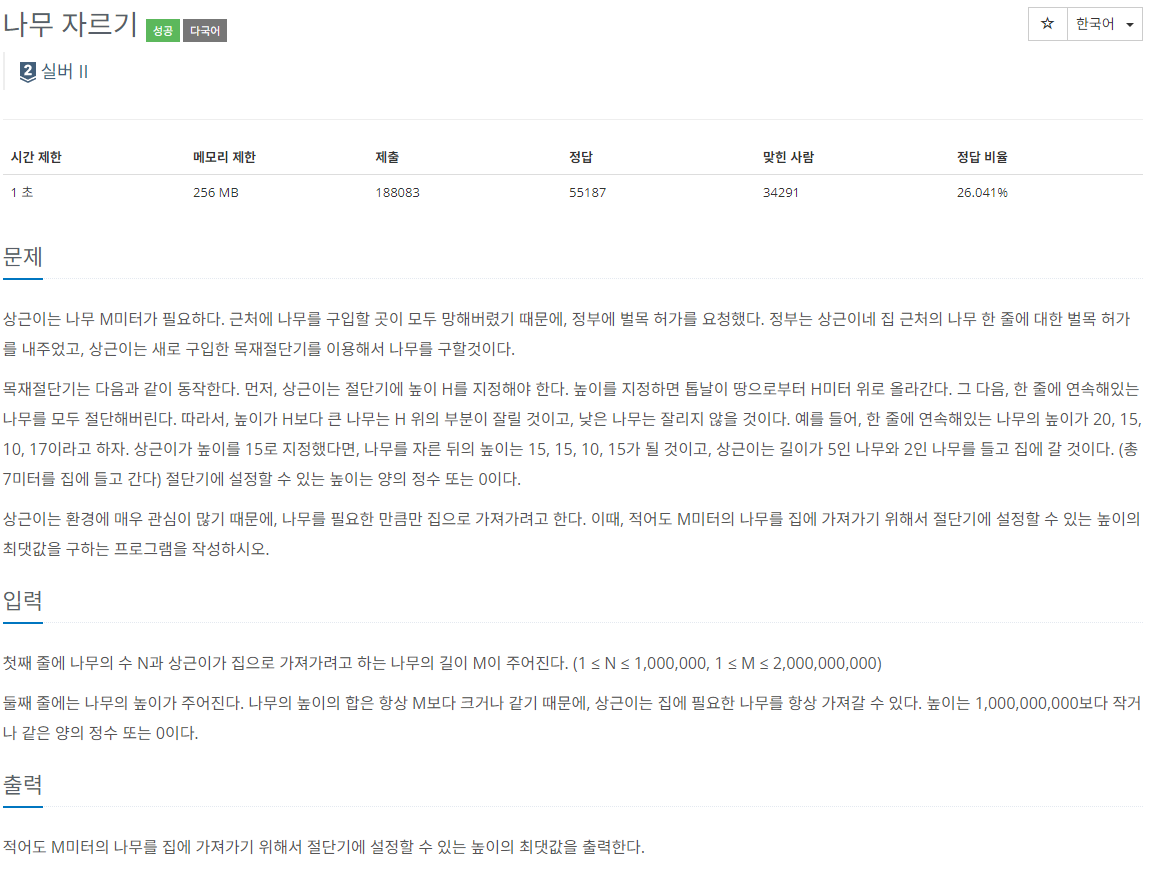 나무 자르기 성공 다국어
☆ 한국어
2 실버 II
시간 제한 메모리 제한 제출 정답 맞힌 사람 정답 비율
1 초 256 MB 188083 55187 34291 26.041%
문제
상근이는 나무 M미터가 필요하다. 근처에 나무를 구입할 곳이 모두 망해버렸기 때문에, 정부에 벌목 허가를 요청했다. 정부는 상근이네 집 근처의 나무 한 줄에 대한 벌목 허가
를 내주었고, 상근이는 새로 구입한 목재절단기를 이용해서 나무를 구할것이다.
목재절단기는 다음과 같이 동작한다. 먼저, 상근이는 절단기에 높이 H를 지정해야 한다. 높이를 지정하면 톱날이 땅으로부터 H미터 위로 올라간다. 그 다음, 한 줄에 연속해있는
나무를 모두 절단해버린다. 따라서, 높이가 H보다 큰 나무는 H 위의 부분이 잘릴 것이고, 낮은 나무는 잘리지 않을 것이다. 예를 들어, 한 줄에 연속해있는 나무의 높이가 20, 15,
10, 17이라고 하자. 상근이가 높이를 15로 지정했다면, 나무를 자른 뒤의 높이는 15, 15, 10, 15가 될 것이고, 상근이는 길이가 5인 나무와 2인 나무를 들고 집에 갈 것이다. (총
7미터를 집에 들고 간다) 절단기에 설정할 수 있는 높이는 양의 정수 또는 0이다.
상근이는 환경에 매우 관심이 많기 때문에, 나무를 필요한 만큼만 집으로 가져가려고 한다. 이때, 적어도 M미터의 나무를 집에 가져가기 위해서 절단기에 설정할 수 있는 높이의
최댓값을 구하는 프로그램을 작성하시오.
입력
첫째 줄에 나무의 수 N과 상근이가 집으로 가져가려고 하는 나무의 길이 M이 주어진다. (1 ≤ N ≤ 1,000,000, 1 ≤ M ≤ 2,000,000,000)
둘째 줄에는 나무의 높이가 주어진다. 나무의 높이의 합은 항상 M보다 크거나 같기 때문에, 상근이는 집에 필요한 나무를 항상 가져갈 수 있다. 높이는 1,000,000,000보다 작거
나 같은 양의 정수 또는 0이다.
출력
적어도 M미터의 나무를 집에 가져가기 위해서 절단기에 설정할 수 있는 높이의 최댓값을 출력한다.